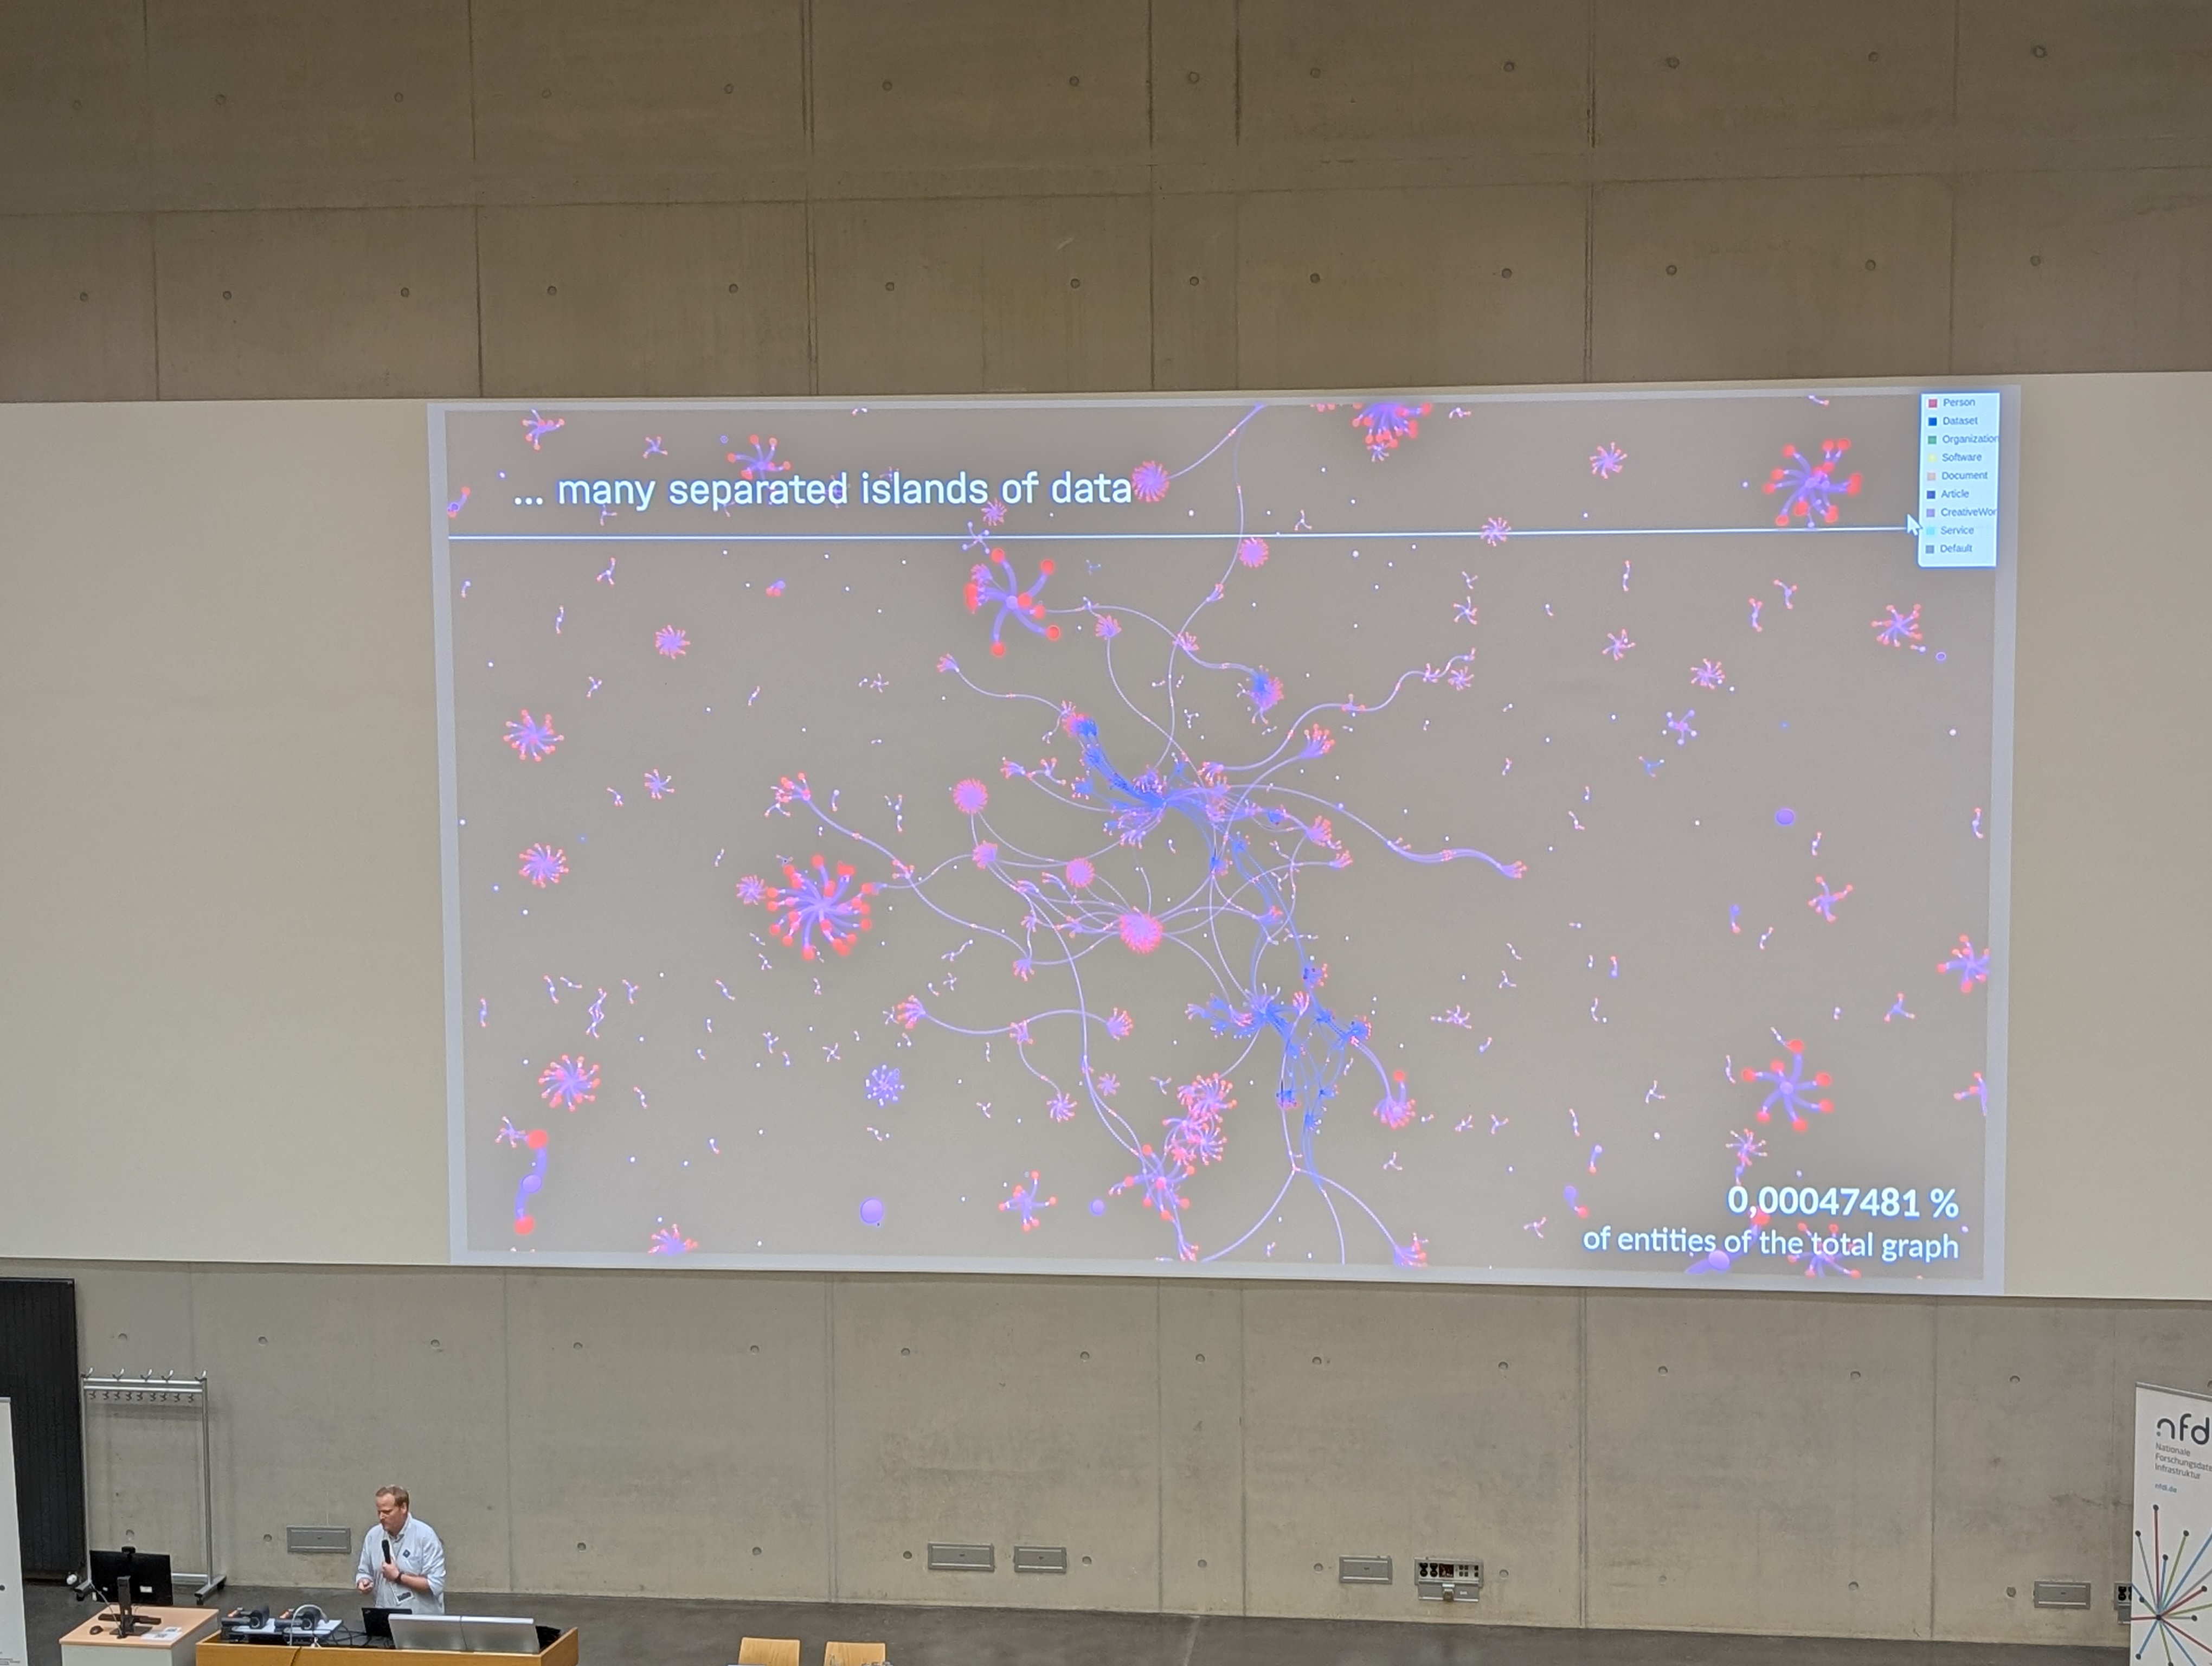 ... many separated islands of data
Person
Dataset
Organization
Software
Document
Article
CreativeWor
Service
Default
0,00047481 %
of entities of the total graph
nfd
Nationale
Forschungsdate
Infrastruktur
nfdi.de